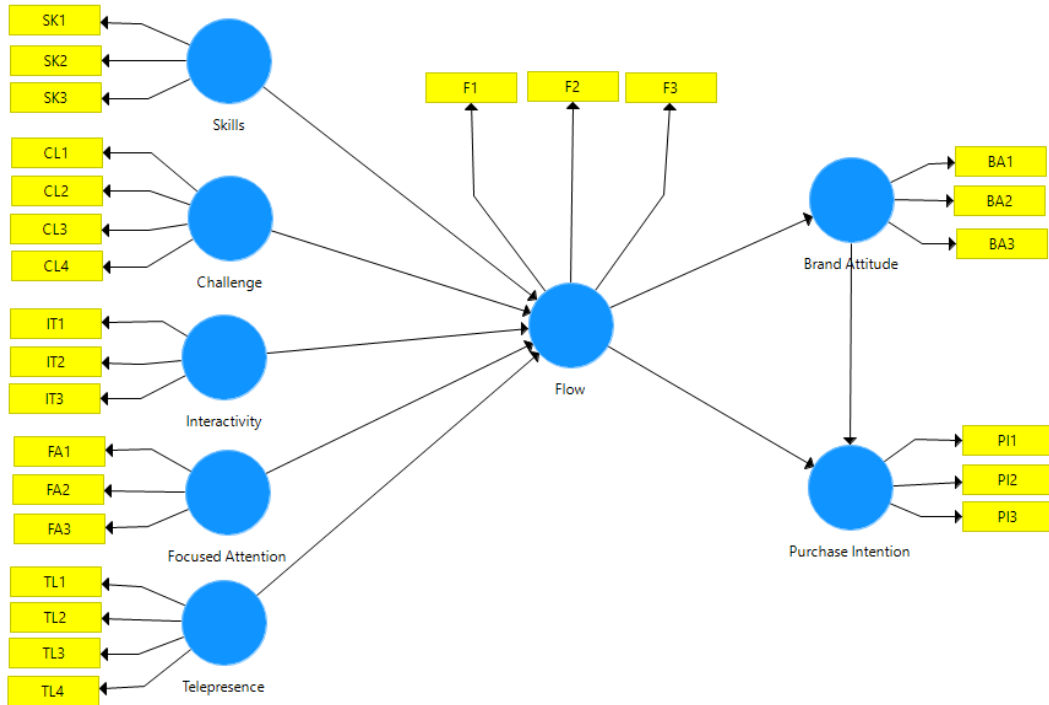 SK1
SK2
SK3
Skills
CL1
CL2
CL3
CL4
Challenge
IT1
IT2
IT3
Interactivity
FA1
FA2
FA3
Focused Attention
TL1
TL2
TL3
TL4
Telepresence
F1
F2
F3
Flow
BA1
BA2
BA3
Brand Attitude
PI1
PI2
PI3
Purchase Intention